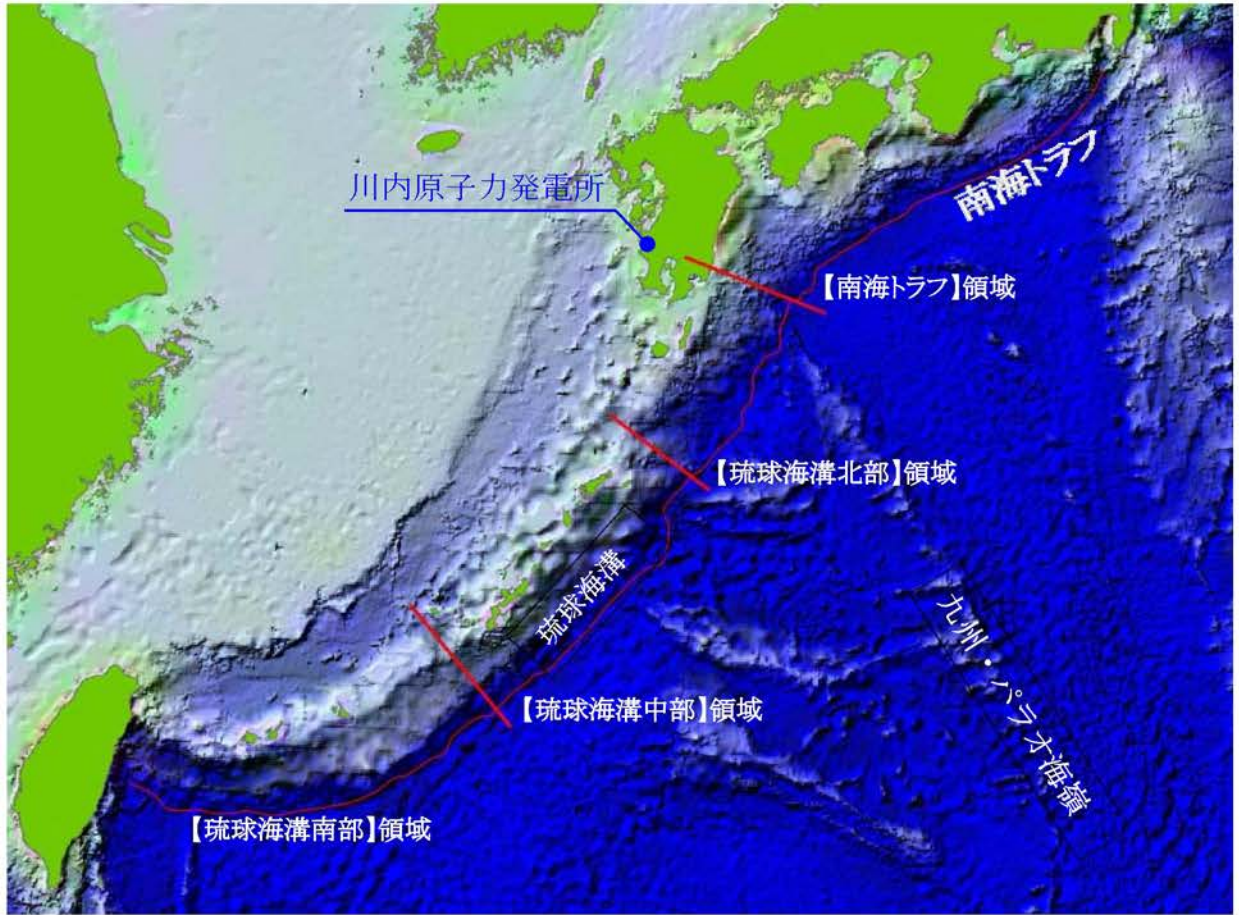 南海トラフ
川内原子力発電所
【南海トラフ】領域
【琉球海溝北部】領域
琉球海溝
九州・パラオ海嶺
【琉球海溝中部】領域
【琉球海溝南部】領域